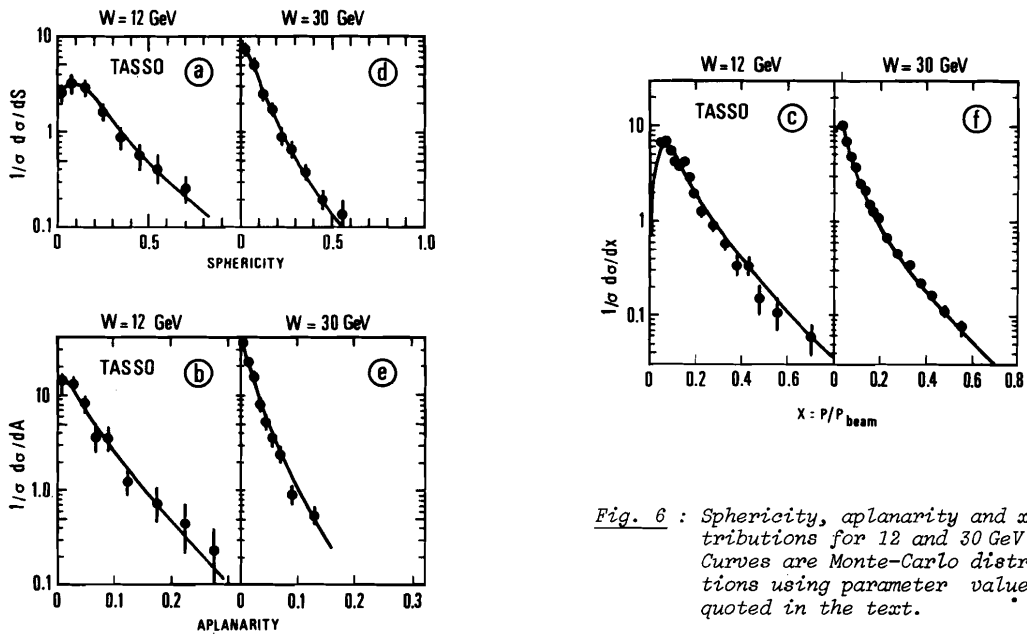 W = 12 GeV
W = 30 GeV
10
1
0.1
1/σ dσ/dS
TASSO
a
d
0
0.5
0
0.5
1.0
SPHERICITY
W = 12 GeV
W = 30 GeV
10
1.0
0.1
1/σ dσ/dA
TASSO
b
e
0
0.1
0.2
0
0.1
0.2
0.3
APLANARITY
W = 12 GeV
W = 30 GeV
10
1
0.1
1/σ dσ/dx
TASSO
c
f
0
0.2
0.4
0.6
0.8
0
0.2
0.4
0.6
0.8
X = P/P beam
Fig. 6 : Sphericity, aplanarity and x
tributions for 12 and 30 GeV
Curves are Monte-Carlo distr
tions using parameter value
quoted in the text.